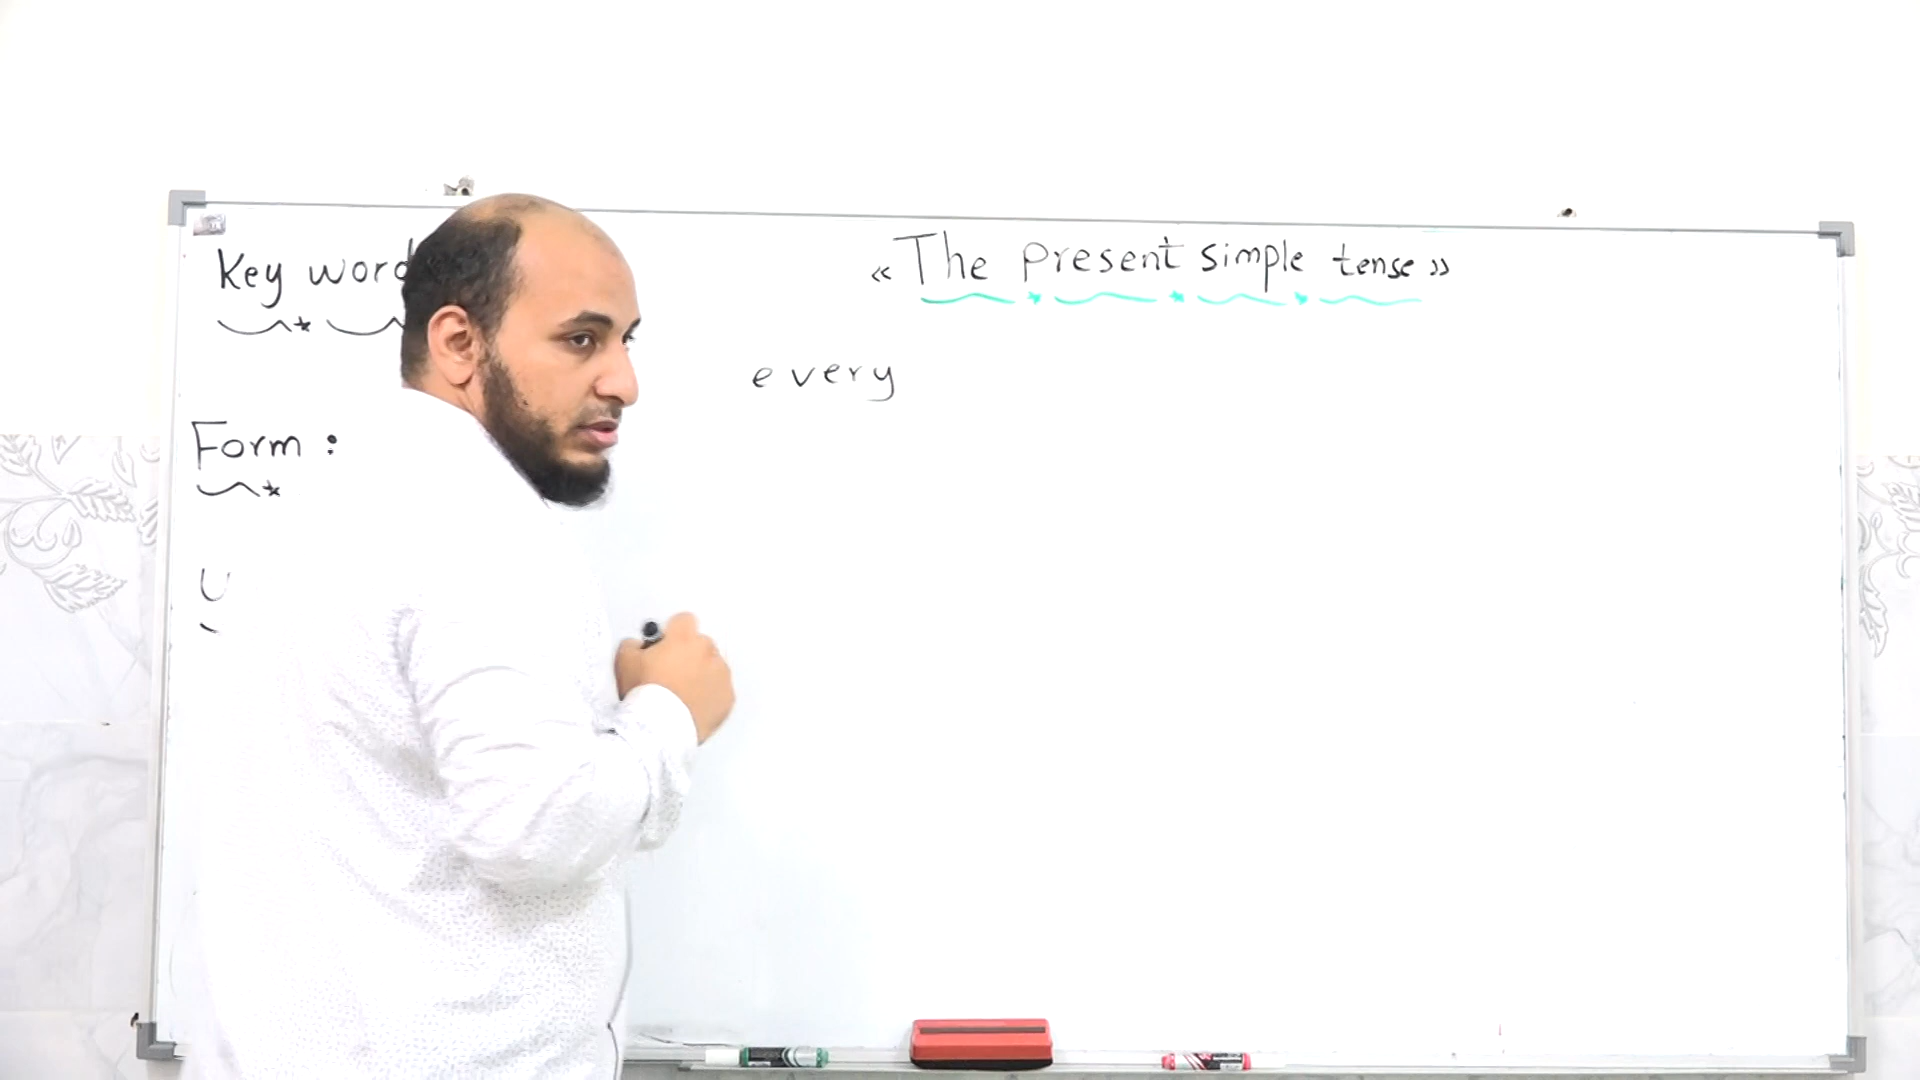 « The present simple tense »
Key word
every
Form :
U